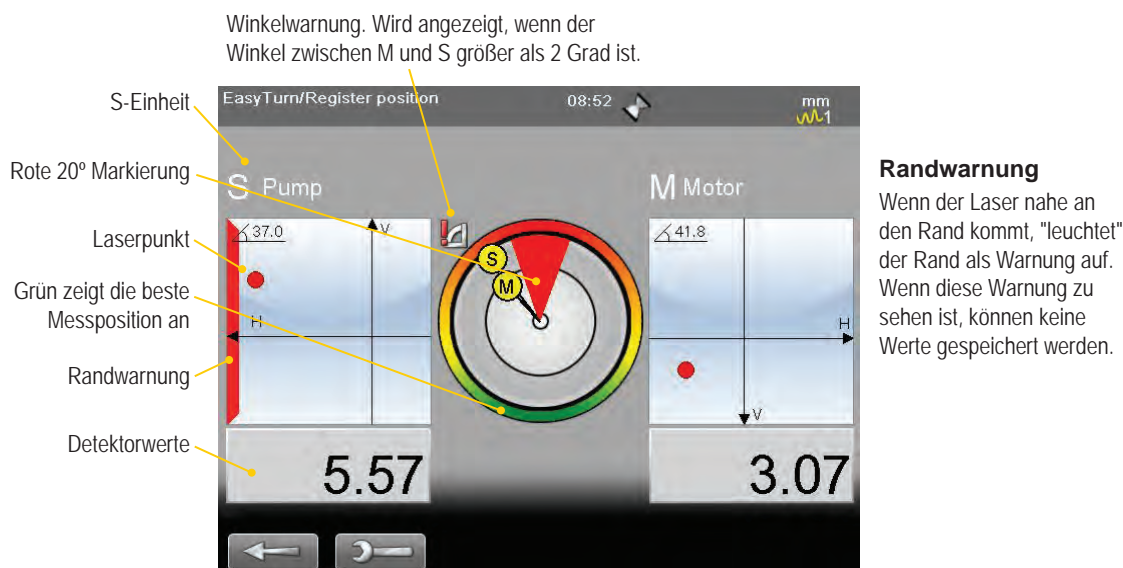 Winkelwarnung. Wird angezeigt, wenn der
Winkel zwischen M und S größer als 2 Grad ist.
S-Einheit
Rote 20º Markierung
Laserpunkt
Grün zeigt die beste
Messposition an
Randwarnung
Detektorwerte
EasyTurn/Register position
08:52
mm
1
S Pump
M Motor
37.0
V
H
S
M
41.8
H
V
5.57
3.07
Randwarnung
Wenn der Laser nahe an
den Rand kommt, "leuchtet"
der Rand als Warnung auf.
Wenn diese Warnung zu
sehen ist, können keine
Werte gespeichert werden.